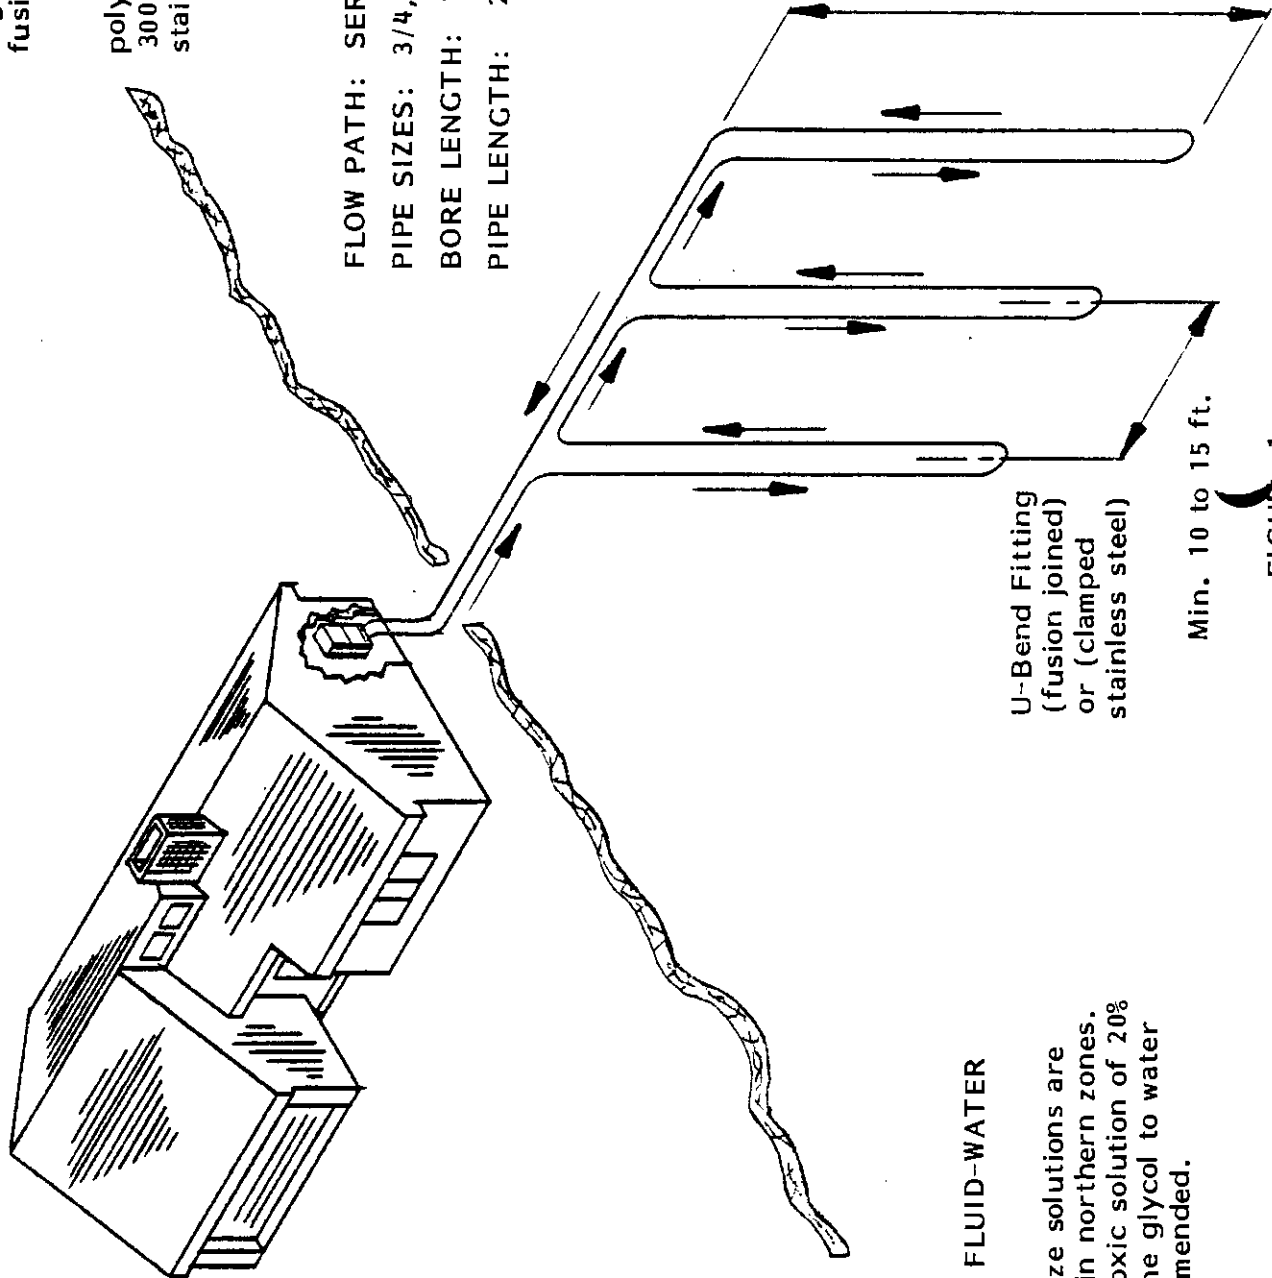 fusi
poly
300
stai
FLOW PATH: SER
PIPE SIZES: 3/4,
BORE LENGTH:
PIPE LENGTH: 2
U-Bend Fitting
(fusion joined)
or (clamped
stainless steel)
Min. 10 to 15 ft.
FLUID-WATER
ze solutions are
in northern zones.
oxic solution of 20%
ne glycol to water
mended.